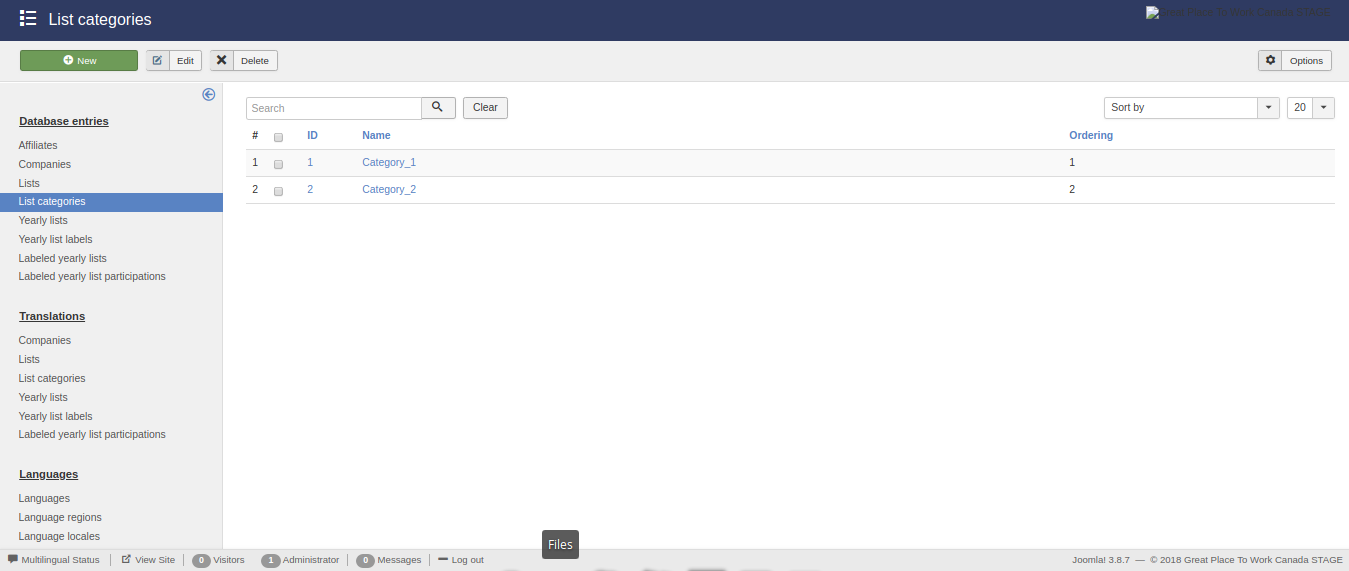 List categories
Great Place To Work Canada STAGE
New Edit Delete Options
Search Clear Sort by 20
# ID Name Ordering
1 1 Category_1 1
2 2 Category_2 2
Database entries
Affiliates
Companies
Lists
List categories
Yearly lists
Yearly list labels
Labeled yearly lists
Labeled yearly list participations
Translations
Companies
Lists
List categories
Yearly lists
Yearly list labels
Labeled yearly list participations
Languages
Languages
Language regions
Language locales
Files
Multilingual Status View Site 0 Visitors 1 Administrator 0 Messages Log out Joomla! 3.8.7 — © 2018 Great Place To Work Canada STAGE